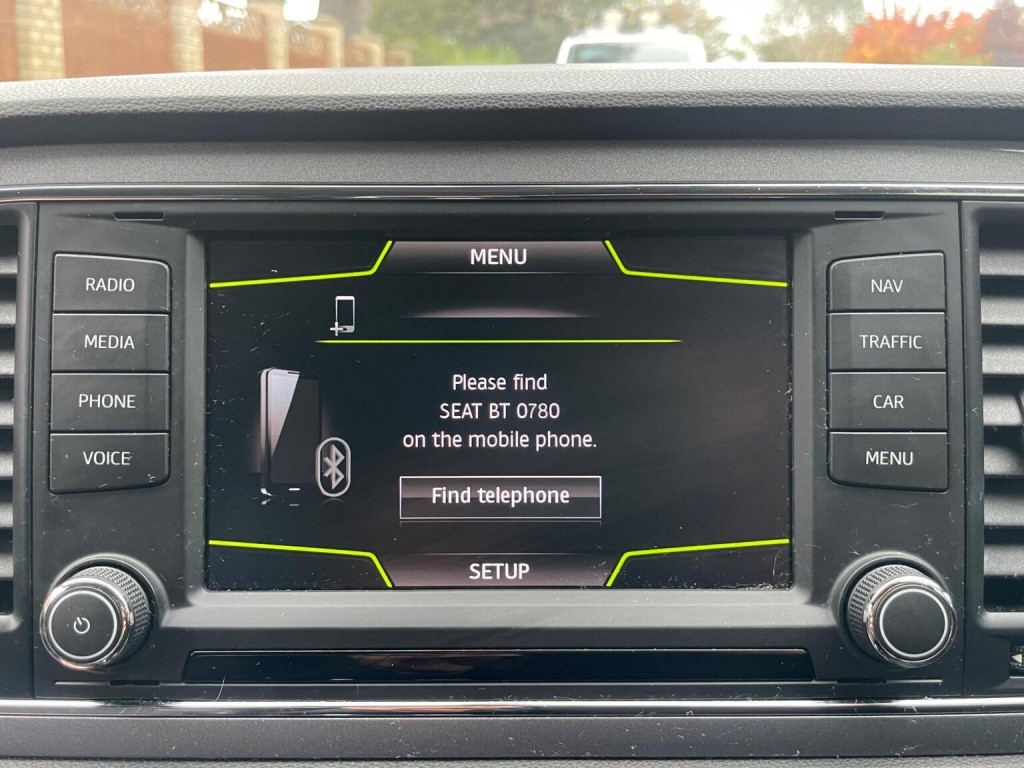 MENU
RADIO
MEDIA
PHONE
VOICE
Please find
SEAT BT 0780
on the mobile phone.
Find telephone
SETUP
NAV
TRAFFIC
CAR
MENU